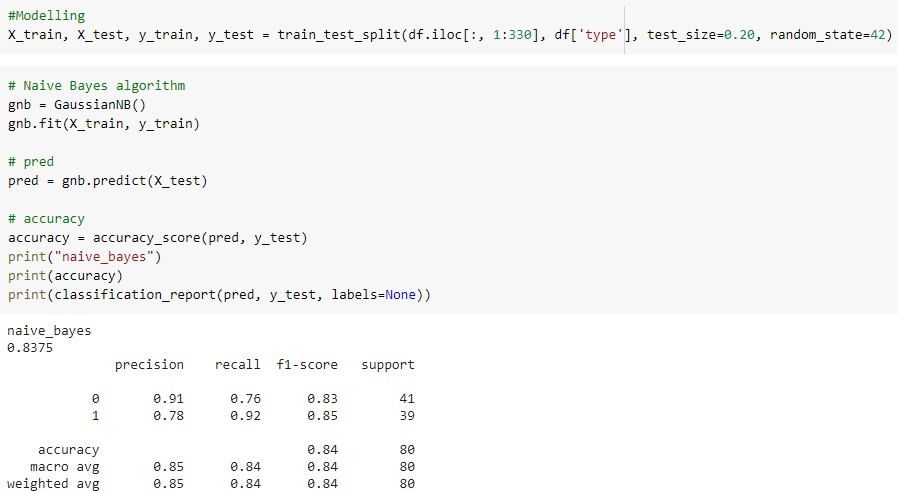 #Modelling
X_train, X_test, y_train, y_test = train_test_split(df.iloc[:, 1:330], df['type'], test_size=0.20, random_state=42)
# Naive Bayes algorithm
gnb = GaussianNB()
gnb.fit(X_train, y_train)
# pred
pred = gnb.predict(X_test)
# accuracy
accuracy = accuracy_score(pred, y_test)
print("naive_bayes")
print(accuracy)
print(classification_report(pred, y_test, labels=None))
naive_bayes
0.8375
precision recall f1-score support
0 0.91 0.76 0.83 41
1 0.78 0.92 0.85 39
accuracy 0.84 80
macro avg 0.85 0.84 0.84 80
weighted avg 0.85 0.84 0.84 80